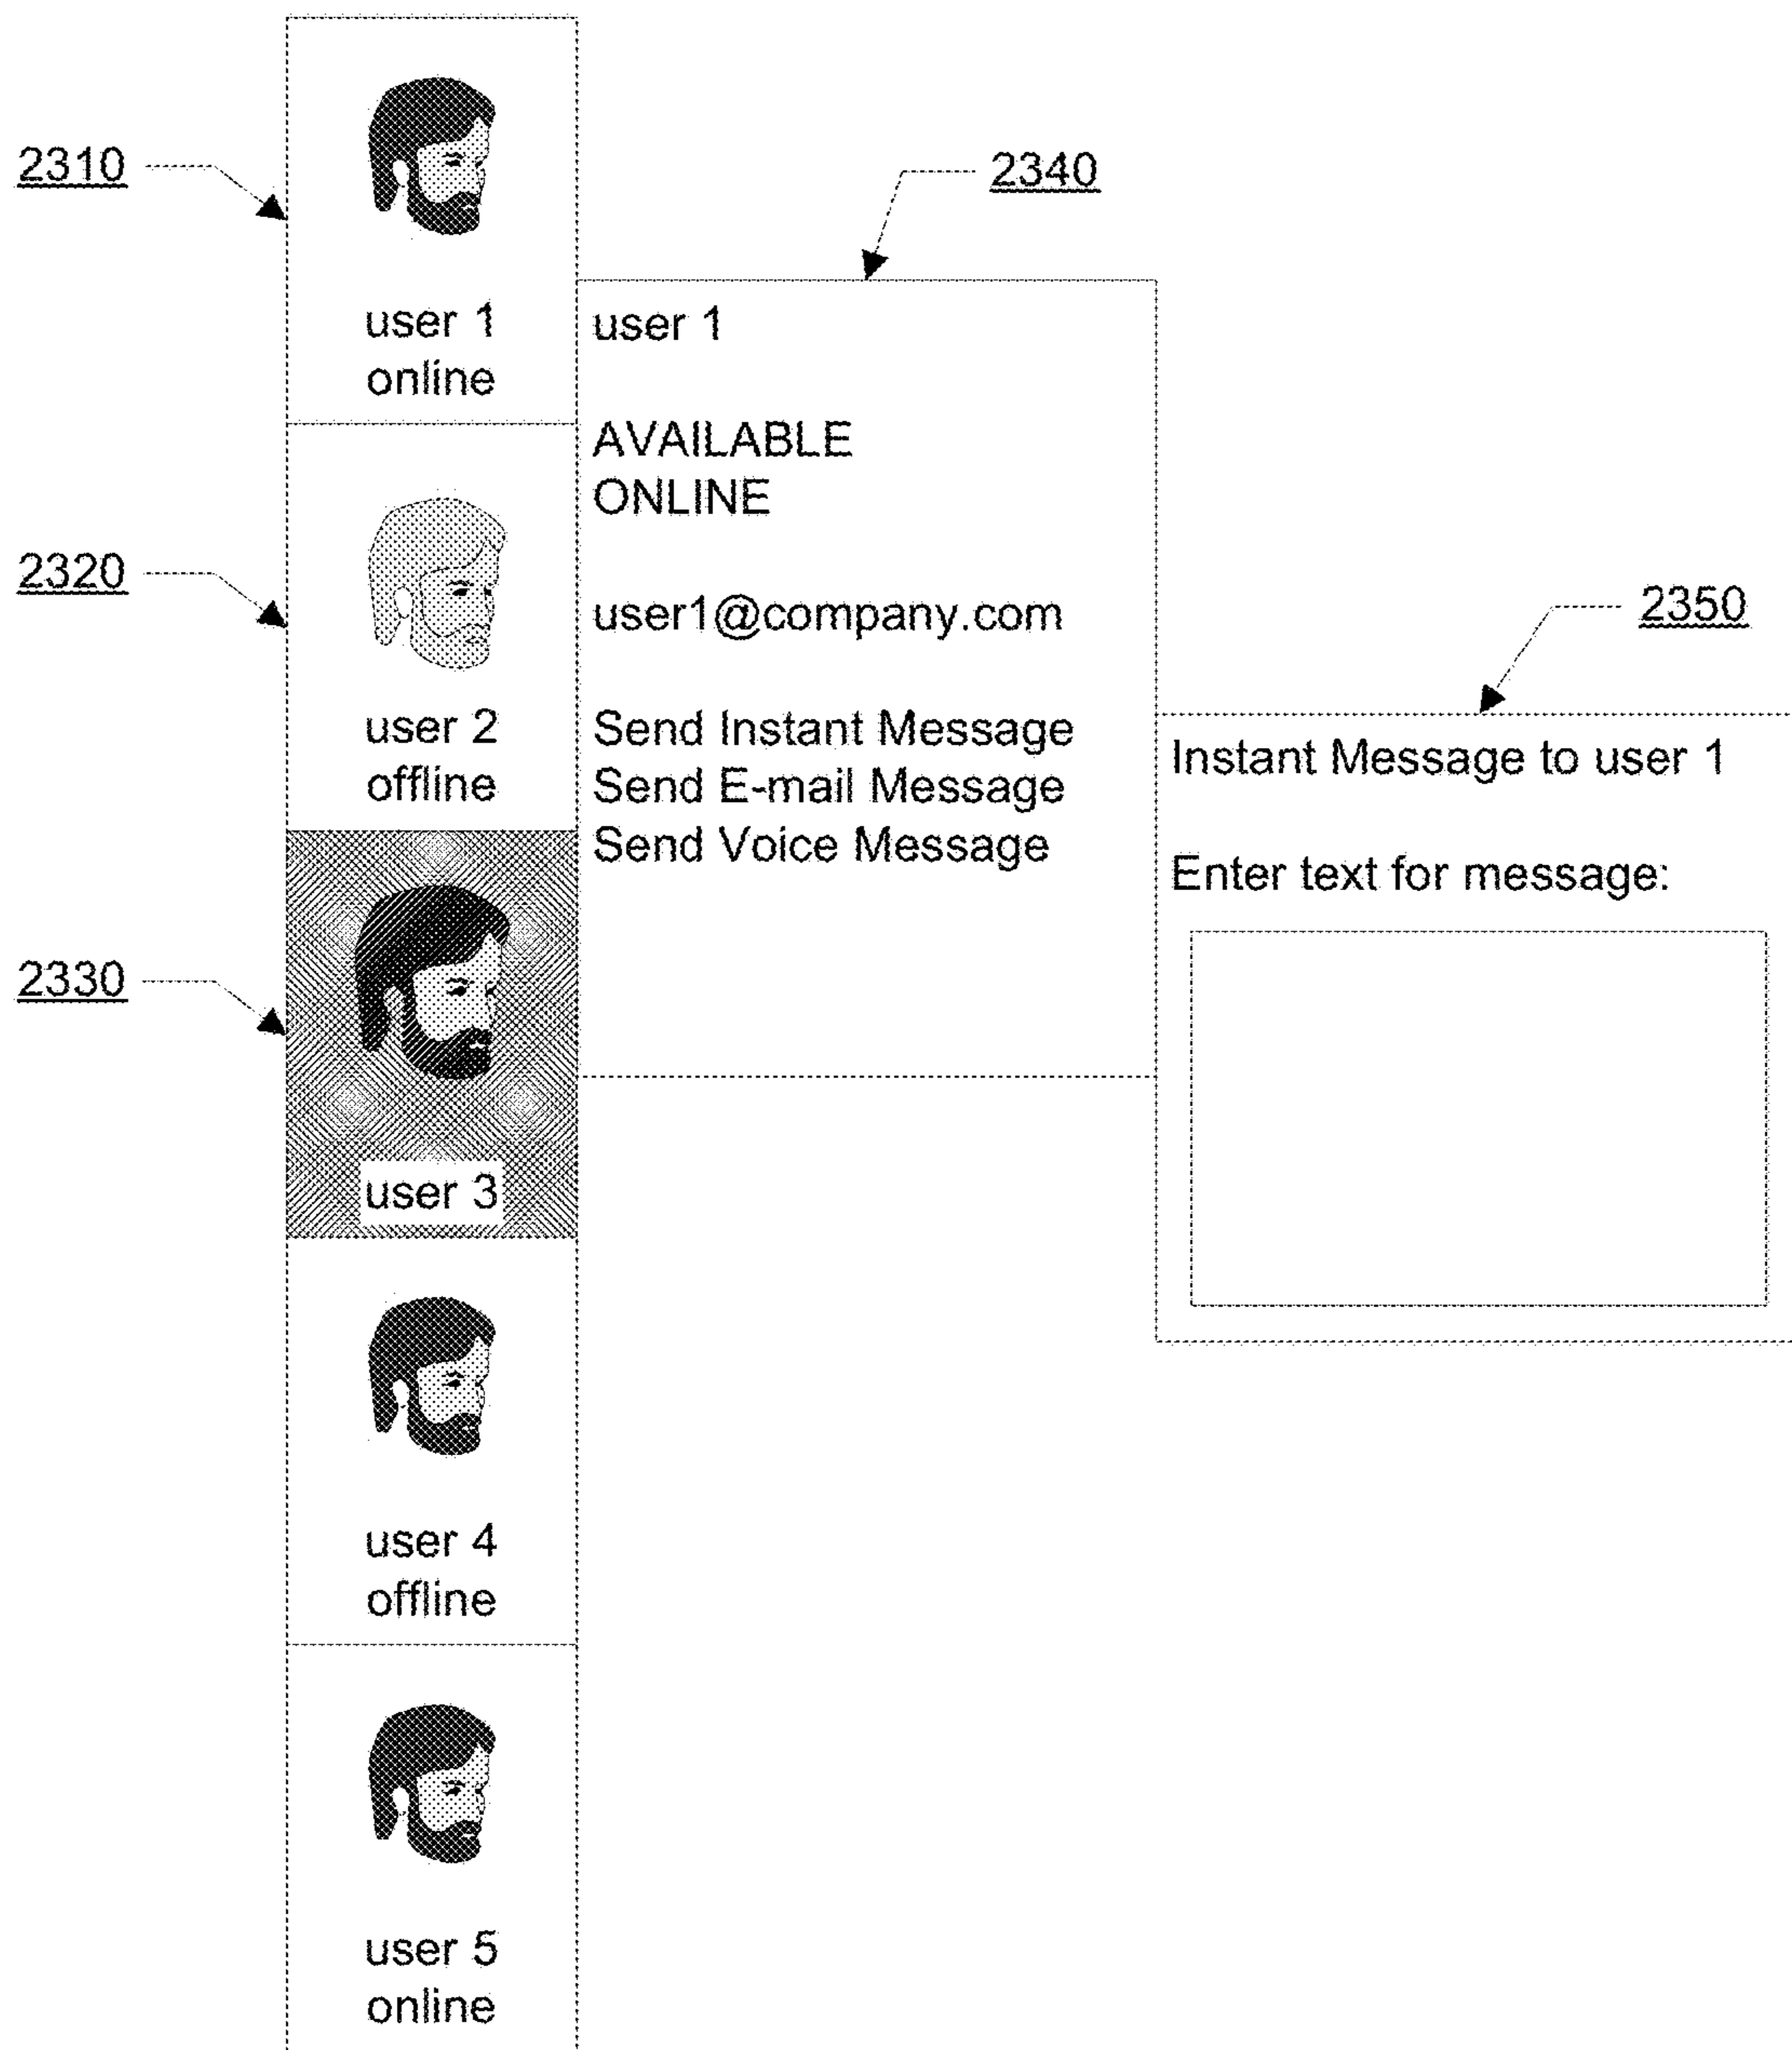 2310
user 1
online
2320
user 2
offline
2330
user 3
user 4
offline
user 5
online
2340
user 1
AVAILABLE
ONLINE
user1@company.com
Send Instant Message
Send E-mail Message
Send Voice Message
2350
Instant Message to user 1
Enter text for message: